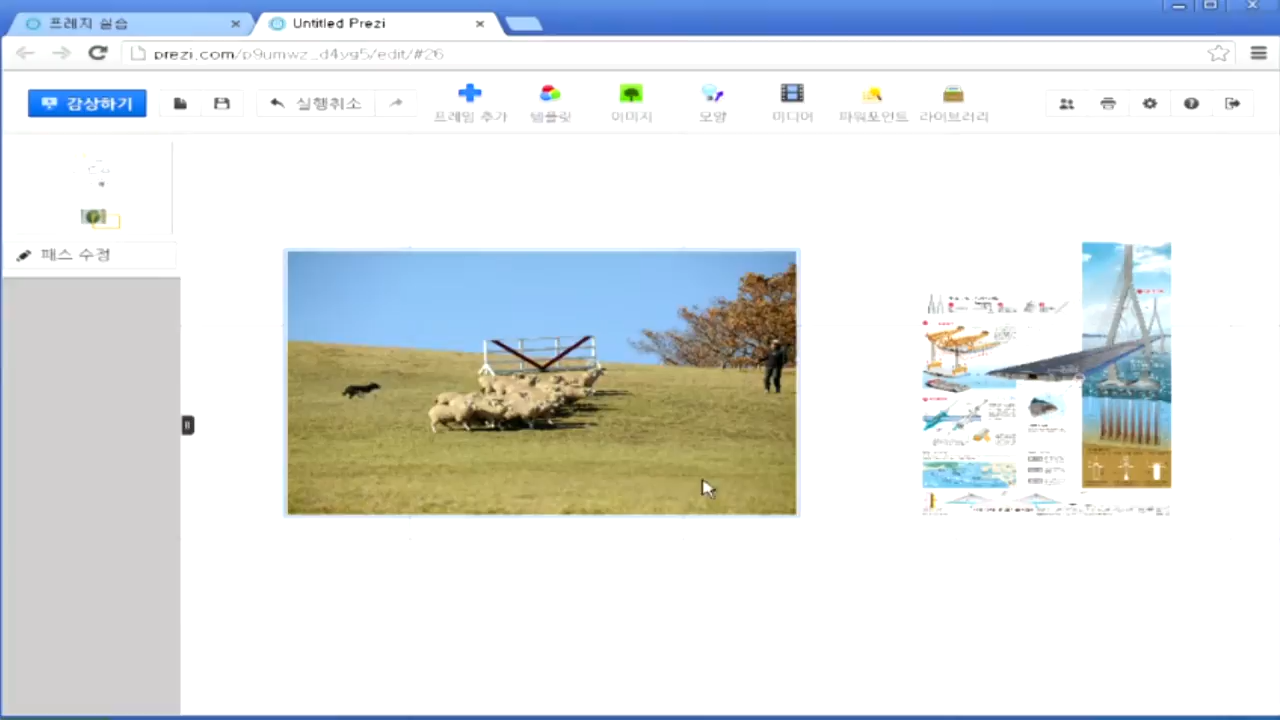 프레지 실습
Untitled Prezi
prezi.com/p9umwz_d4yg5/edit/#26
감상하기
실행취소
프레임 추가
템플릿
이미지
모양
미디어
파워포인트
라이브러리
패스 수정